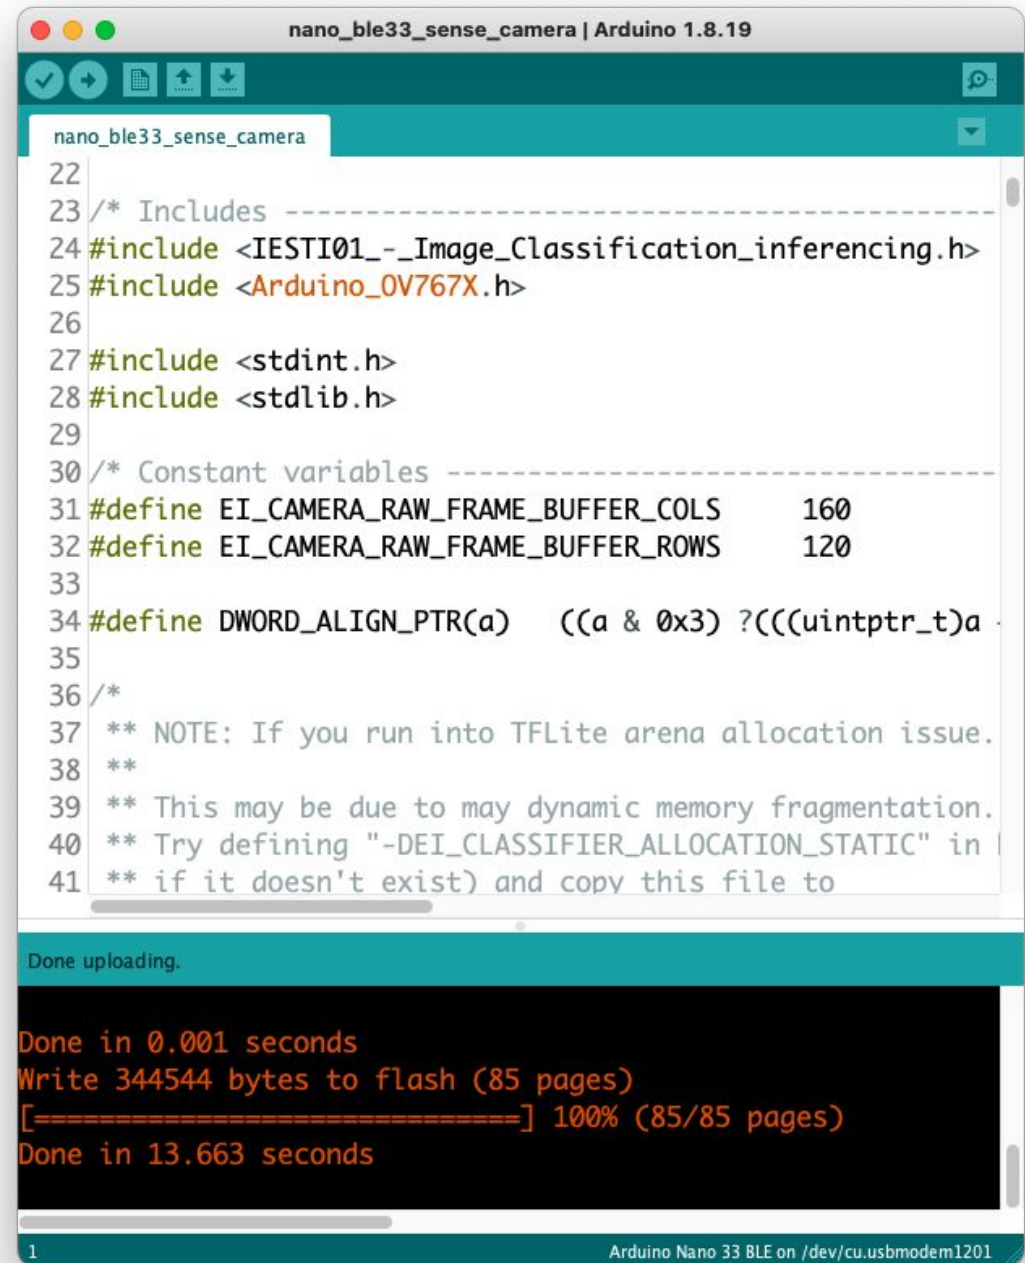 nano_ble33_sense_camera | Arduino 1.8.19
nano_ble33_sense_camera
22
23 /* Includes --------------------------------------------
24 #include <IESTI01_-_Image_Classification_inferencing.h>
25 #include <Arduino_OV767X.h>
26
27 #include <stdint.h>
28 #include <stdlib.h>
29
30 /* Constant variables ----------------------------------
31 #define EI_CAMERA_RAW_FRAME_BUFFER_COLS     160
32 #define EI_CAMERA_RAW_FRAME_BUFFER_ROWS     120
33
34 #define DWORD_ALIGN_PTR(a)   ((a & 0x3) ?(((uintptr_t)a
35
36 /*
37  ** NOTE: If you run into TFLite arena allocation issue.
38  **
39  ** This may be due to may dynamic memory fragmentation.
40  ** Try defining "-DEI_CLASSIFIER_ALLOCATION_STATIC" in
41  ** if it doesn't exist) and copy this file to
Done uploading.
Done in 0.001 seconds
Write 344544 bytes to flash (85 pages)
[==============================] 100% (85/85 pages)
Done in 13.663 seconds
1
Arduino Nano 33 BLE on /dev/cu.usbmodem1201